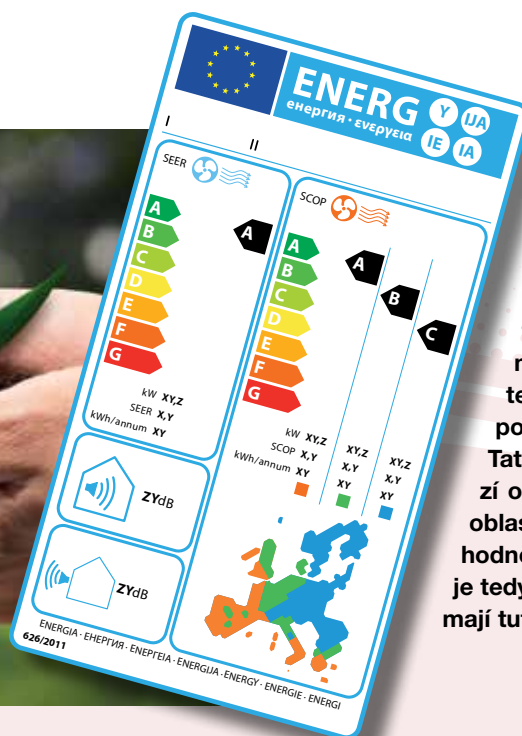 ENERG Y IJA
енергия · ενεργεια IE IA
I II
SEER
A
B
C
D
E
F
G
A
kW XY,Z
SEER X,Y
kWh/annum XY
SCOP
A
B
C
D
E
F
G
A
B
C
kW XY,Z XY,Z XY,Z
SCOP X,Y X,Y X,Y
kWh/annum XY XY XY
ZYdB
ZYdB
ENERGIA · ЕНЕРГИЯ · ΕΝΕΡΓΕΙΑ · ENERGIJA · ENERGY · ENERGIE · ENERGI
626/2011
te
po
Tat
zí o
oblas
hodno
je tedy
mají tu